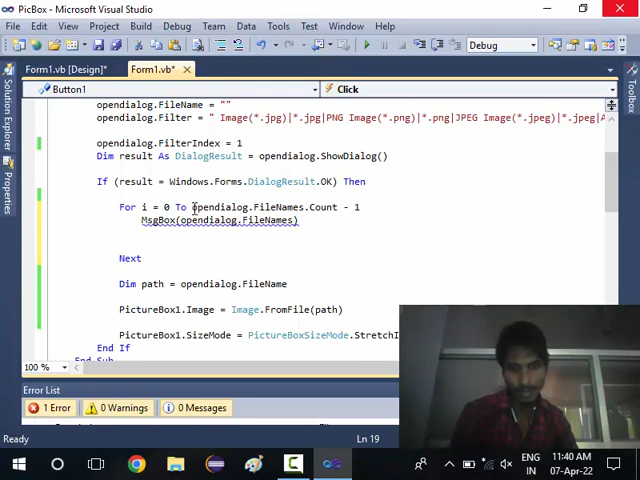 PicBox
FILE EDIT VIEW PROJECT BUILD DEBUG TEAM DATA TOOLS TEST WINDOW HELP
Debug
Form1.vb [Design]*
Form1.vb*
Button1
Click
Solution Explorer
Properties
Toolbox
opendialog.FileName = ""
opendialog.Filter = " Image(*.jpg)|*.jpg|PNG Image(*.png)|*.png|JPEG Image(*.jpeg)|*.jpeg|A
opendialog.FilterIndex = 1
Dim result As DialogResult = opendialog.ShowDialog()
If (result = Windows.Forms.DialogResult.OK) Then
For i = 0 To opendialog.FileNames.Count - 1
MsgBox(opendialog.FileNames)
Next
Dim path = opendialog.FileName
PictureBox1.Image = Image.FromFile(path)
PictureBox1.SizeMode = PictureBoxSizeMode.StretchI
End If
End Sub
100 %
Error List
1 Error
0 Warnings
0 Messages
Ready
Ln 19
ENG
IN
11:40 AM
07-Apr-22